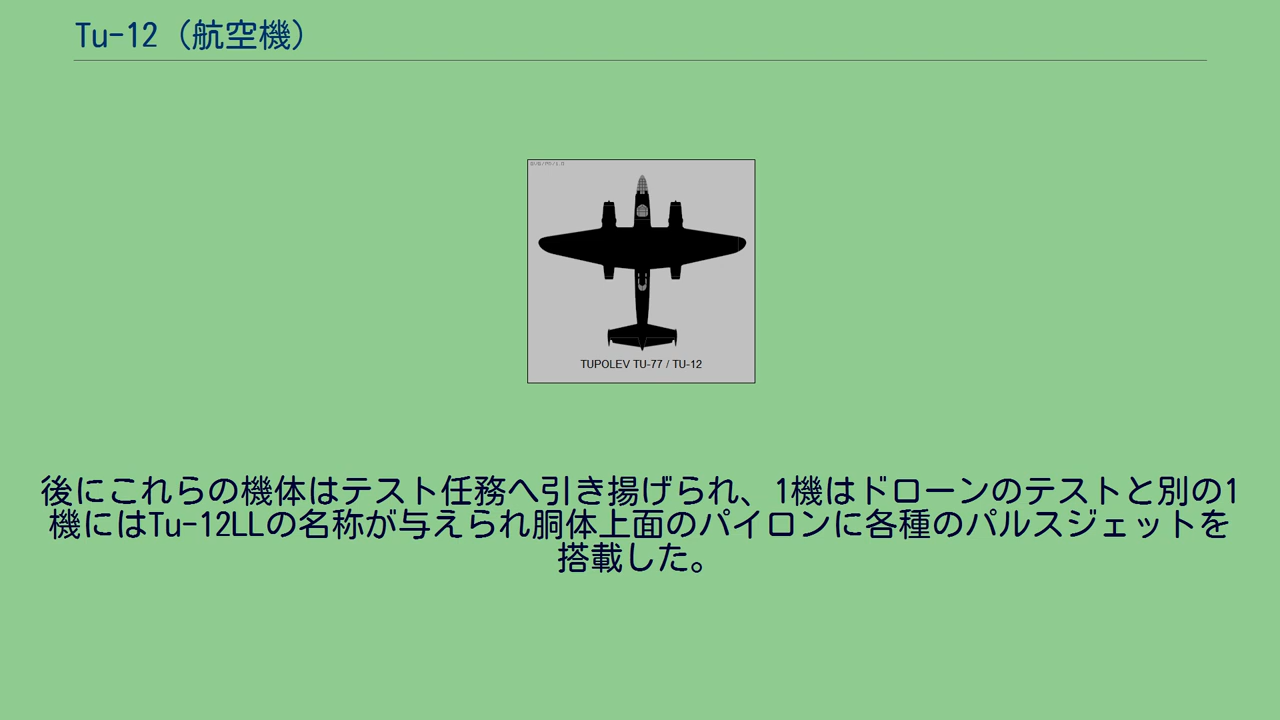 Tu-12（航空機）
TUPOLEV TU-77 / TU-12
後にこれらの機体はテスト任務へ引き揚げられ、1機はドローンのテストと別の1
機にはTu-12LLの名称が与えられ胴体上面のパイロンに各種のパルスジェットを
搭載した。